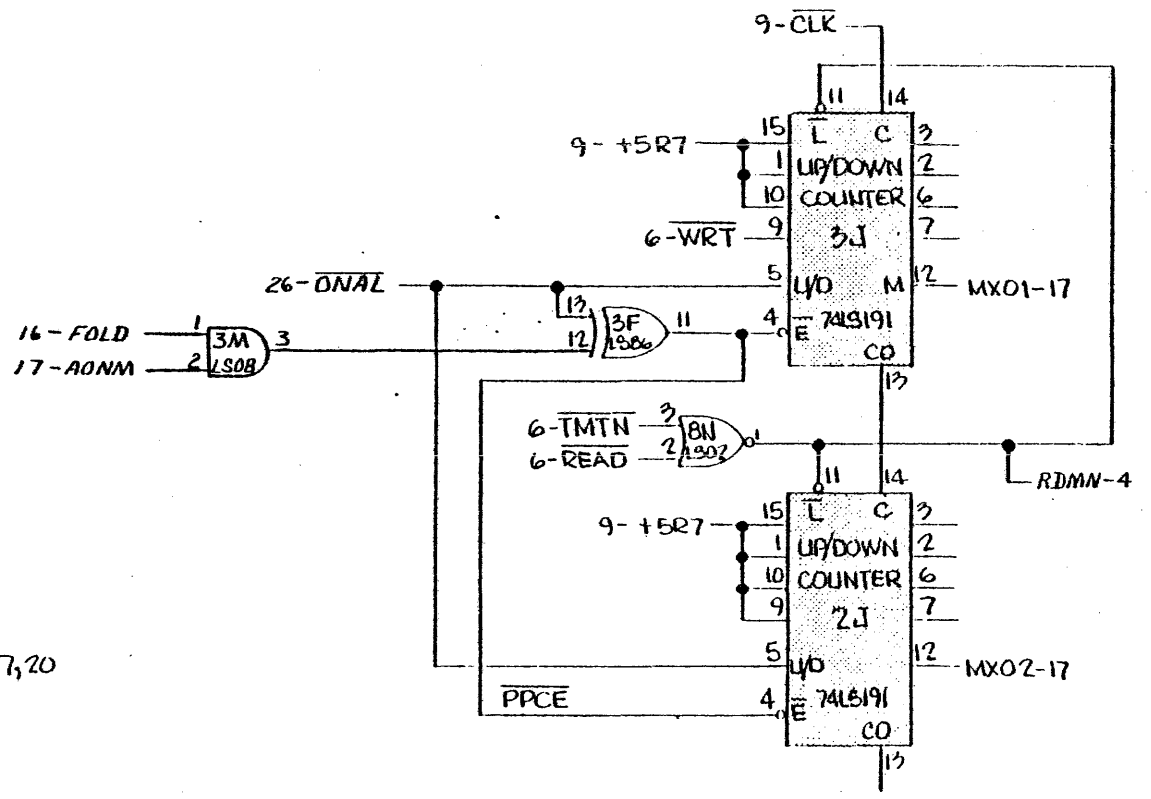 9-CLK
11
14
15
L
C
3
9- +5R7
1
UP/DOWN
2
10
COUNTER
6
6-WRT
9
3J
7
26-ONAL
5
U/D
M
12
MX01-17
13
16-FOLD
1
3M
3
12
3F
LS86
11
4
E
74LS191
17-AONM
2
LS08
CO
13
6-TMTN
3
8N
1
6-READ
2
LS02
11
14
RDMN-4
15
L
C
3
9- +5R7
1
UP/DOWN
2
10
COUNTER
6
9
2J
7
7,20
5
U/D
12
MX02-17
PPCE
4
E
74LS191
CO
13